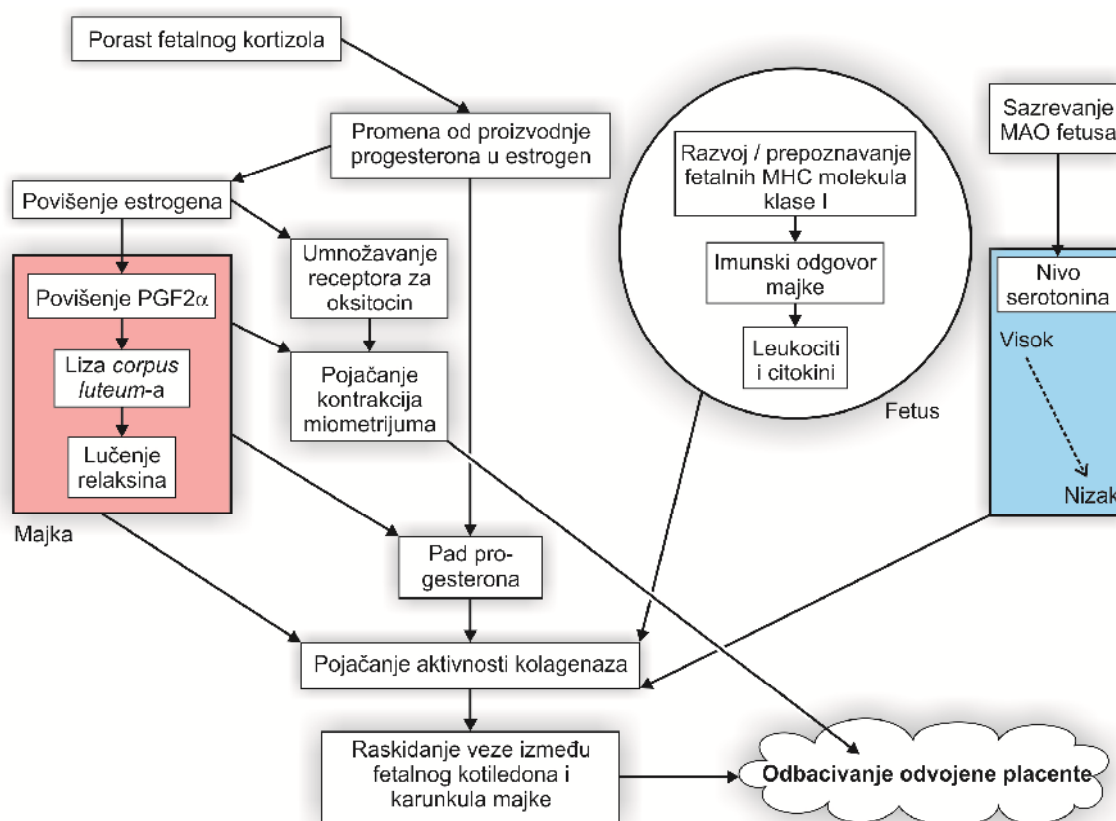 Porast fetalnog kortizola
Promena od proizvodnje
progesterona u estrogen
Povišenje estrogena
Umnožavanje
receptora za
oksitocin
Povišenje PGF2α
Liza corpus
luteum-a
Lučenje
relaksina
Majka
Pojačanje
kontrakcija
miometrijuma
Razvoj / prepoznavanje
fetalnih MHC molekula
klase I
Imunski odgovor
majke
Leukociti
i citokini
Fetus
Sazrevanje
MAO fetusa
Nivo
serotonina
Visok
Nizak
Pad pro-
gesterona
Pojačanje aktivnosti kolagenaza
Raskidanje veze između
fetalnog kotiledona i
karunkula majke
Odbacivanje odvojene placente